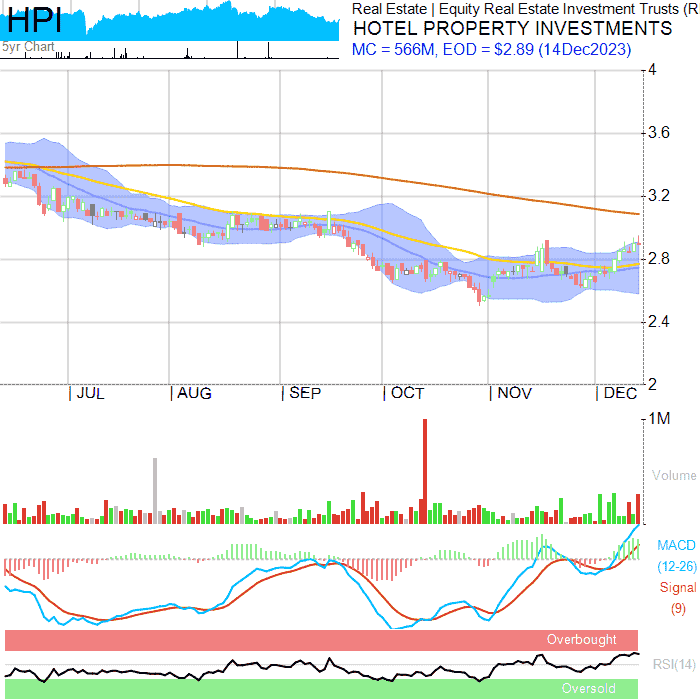 HPI
Real Estate | Equity Real Estate Investment Trusts (R
HOTEL PROPERTY INVESTMENTS
5yr Chart
MC = 566M, EOD = $2.89 (14Dec2023)
4
3.6
3.2
2.8
2.4
2
JUL AUG SEP OCT NOV DEC
1M
Volume
MACD
(12-26)
Signal
(9)
Overbought
RSI(14)
Oversold